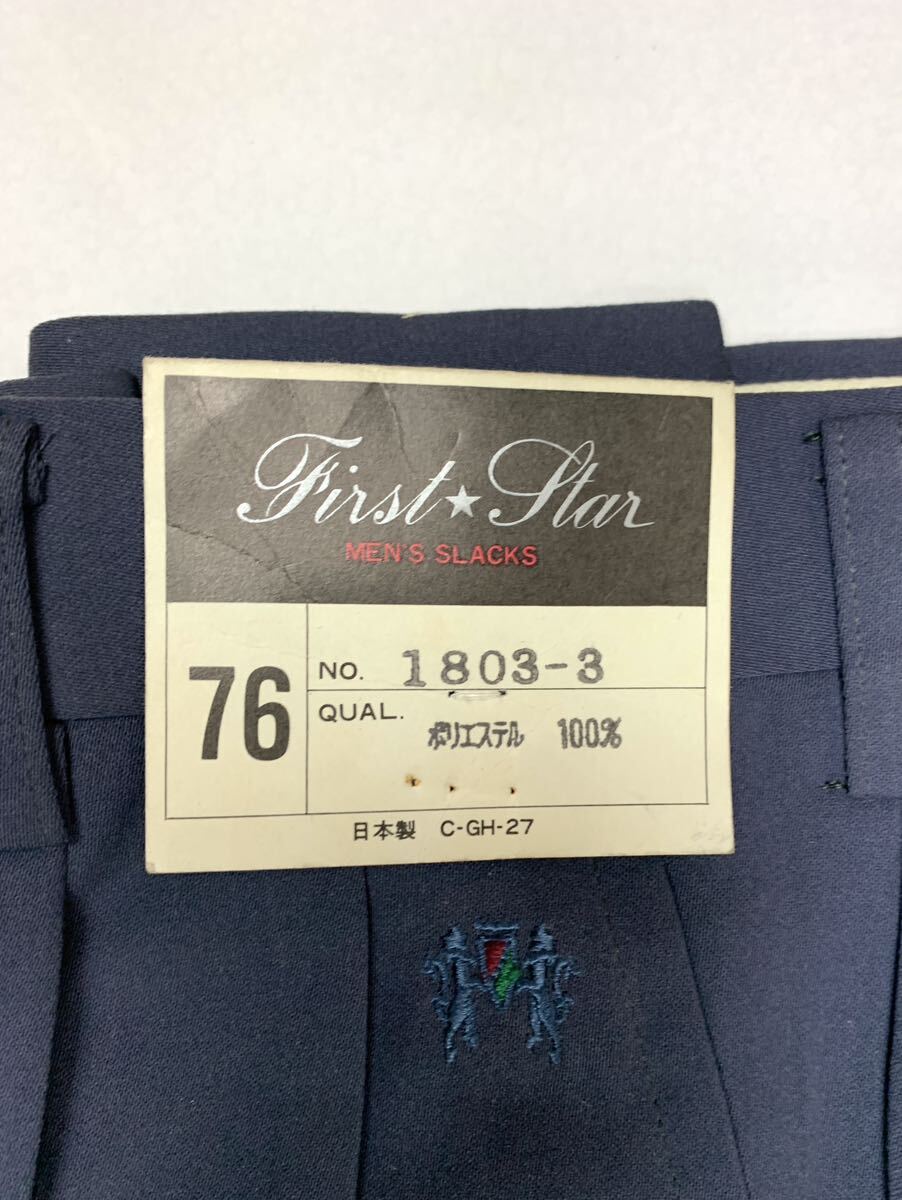 First★Star
MEN'S SLACKS
76
NO. 1803-3
QUAL.
ポリエステル 100%
日本製 C-GH-27